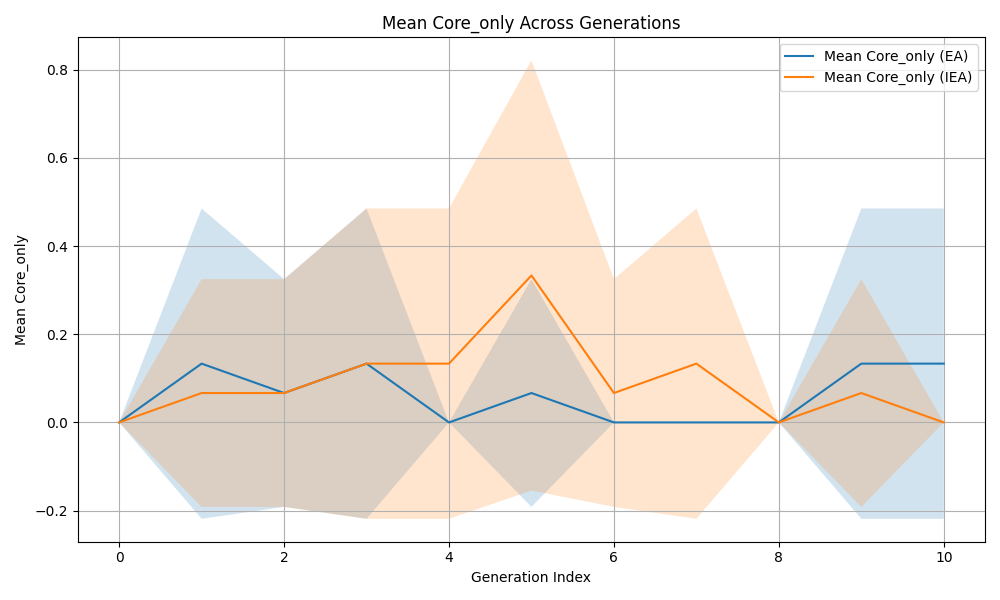 Mean Core_only Across Generations
Mean Core_only (EA)
Mean Core_only (IEA)
0.8
0.6
0.4
0.2
0.0
−0.2
Mean Core_only
0 2 4 6 8 10
Generation Index